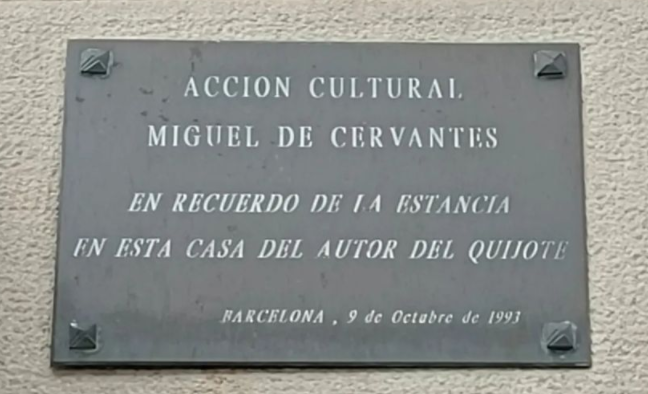 ACCION CULTURAL
MIGUEL DE CERVANTES
EN RECUERDO DE LA ESTANCIA
EN ESTA CASA DEL AUTOR DEL QUIJOTE
BARCELONA , 9 de Octubre de 1993